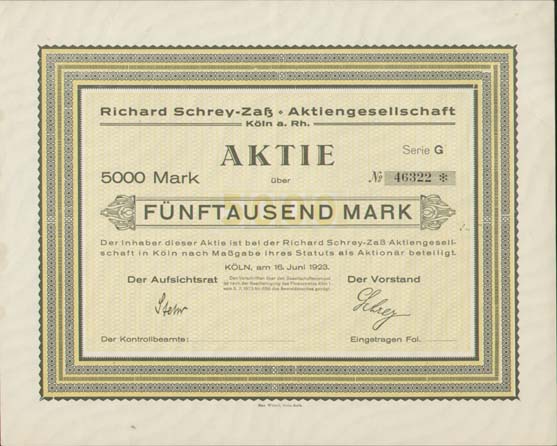 Richard Schrey-Zaß • Aktiengesellschaft
Köln a. Rh.
AKTIE
Serie G
5000 Mark
über
№ 46322 *
5000
FÜNFTAUSEND MARK
Der Inhaber dieser Aktie ist bei der Richard Schrey-Zaß Aktiengesell-
schaft in Köln nach Maßgabe ihres Statuts als Aktionär beteiligt.
KÖLN, am 16. Juni 1923.
Der Aufsichtsrat
Der Vorstand
Schrey
Der Kontrollbeamte:
Eingetragen Fol.